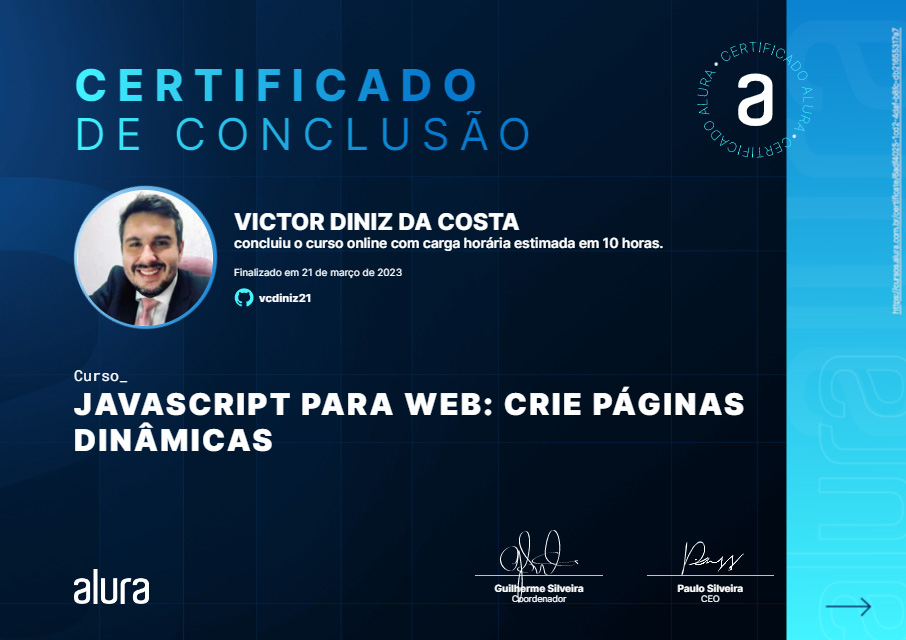 CERTIFICADO
DE CONCLUSÃO
CERTIFICADO ALURA • CERTIFICADO ALURA •
a
VICTOR DINIZ DA COSTA
concluiu o curso online com carga horária estimada em 10 horas.
Finalizado em 21 de março de 2023
vcdiniz21
Curso_
JAVASCRIPT PARA WEB: CRIE PÁGINAS
DINÂMICAS
alura
Guilherme Silveira
Coordenador
Paulo Silveira
CEO
alura